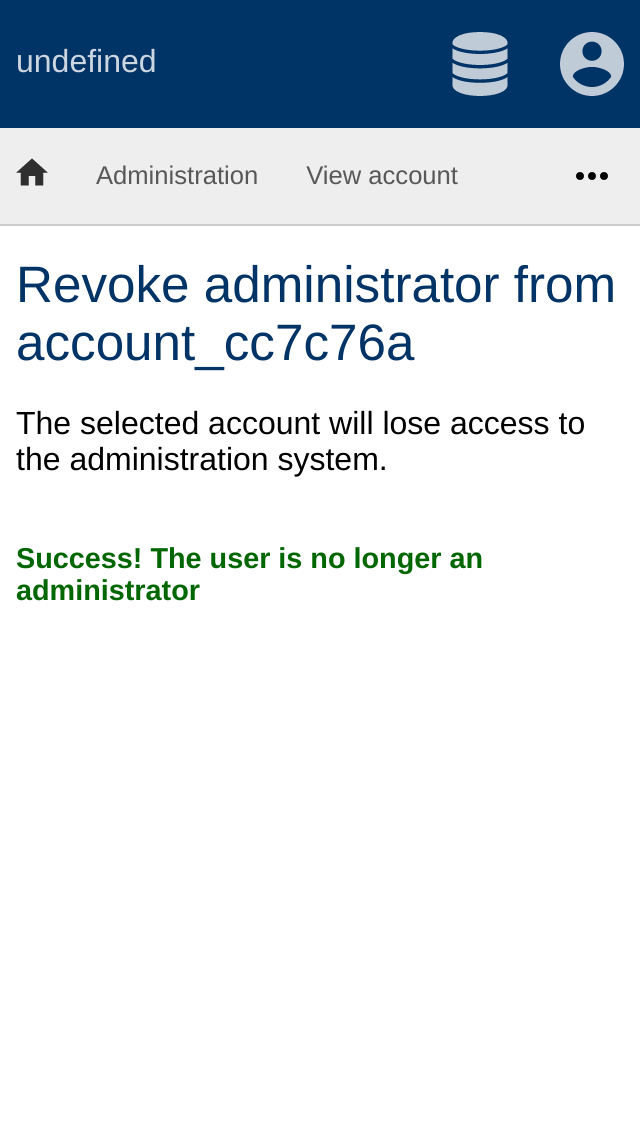 undefined
Administration View account
Revoke administrator from
account_cc7c76a
The selected account will lose access to
the administration system.
Success! The user is no longer an
administrator